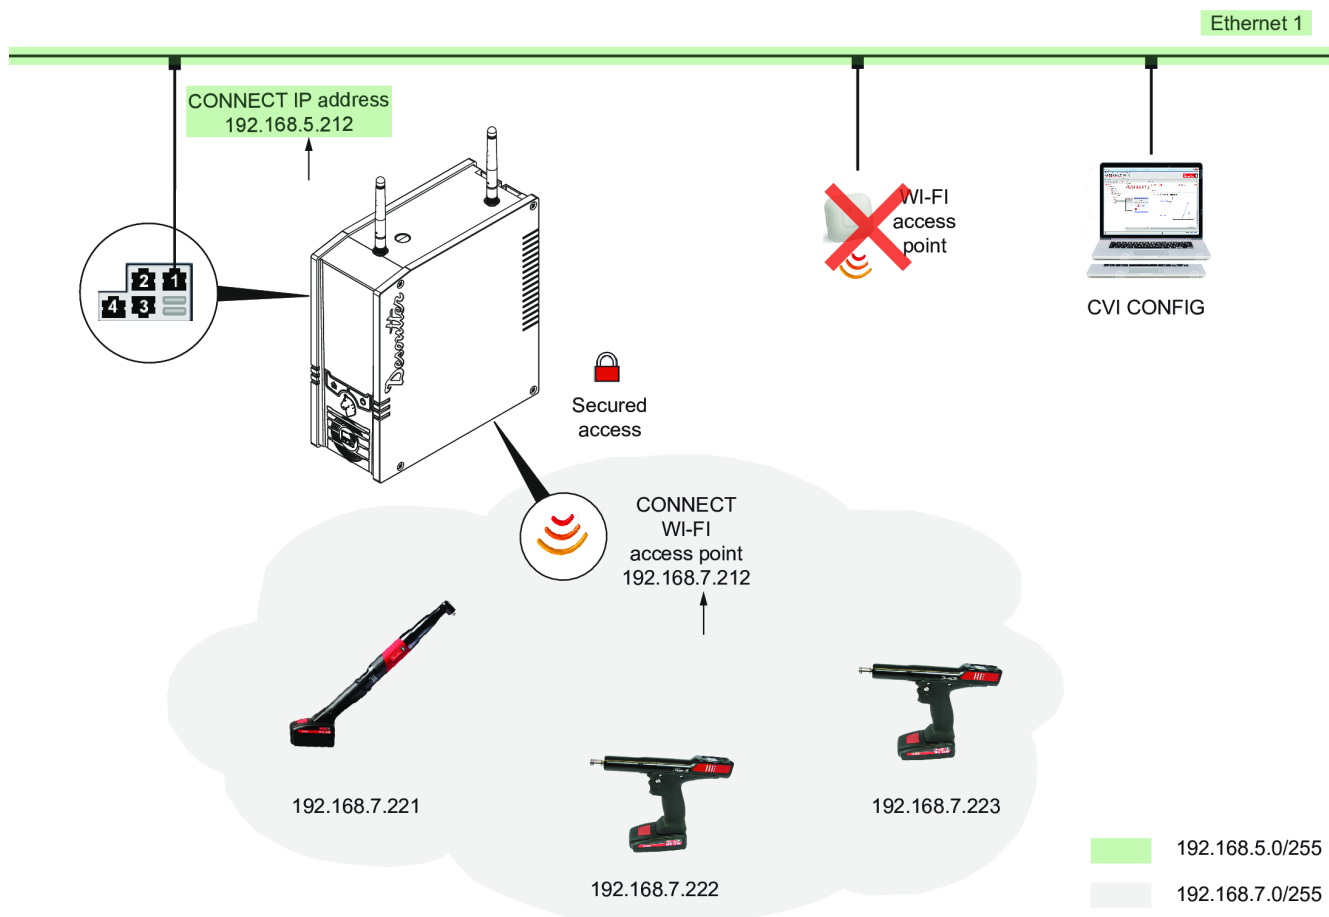 Ethernet 1
CONNECT IP address
192.168.5.212
2
1
4
3
Desoutter
WI-FI
access
point
CVI CONFIG
Secured
access
CONNECT
WI-FI
access point
192.168.7.212
192.168.7.221
192.168.7.222
192.168.7.223
192.168.5.0/255
192.168.7.0/255